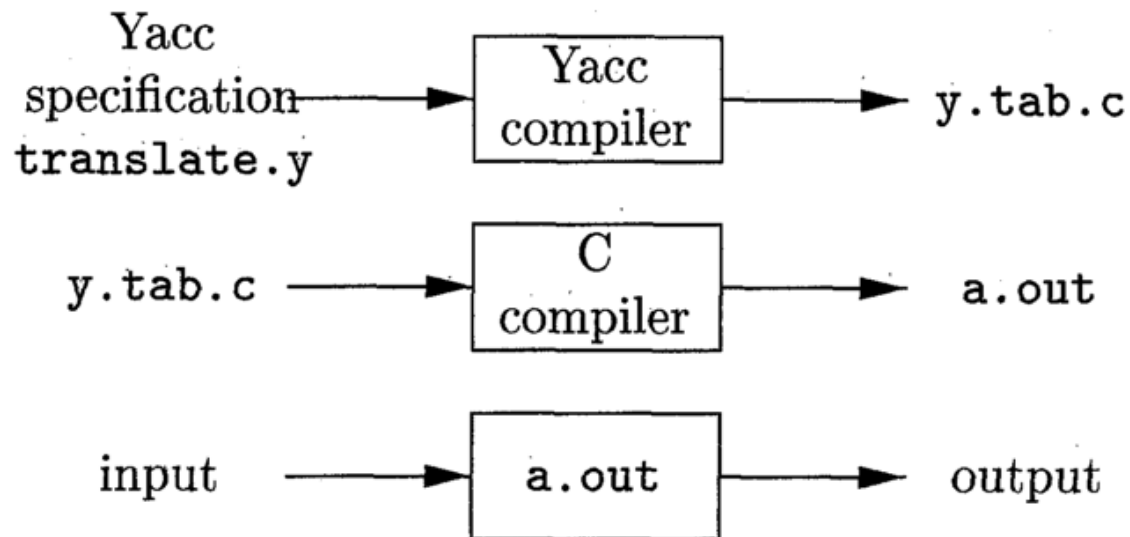 Yacc
specification
translate.y
Yacc
compiler
y.tab.c
y.tab.c
C
compiler
a.out
input
a.out
output